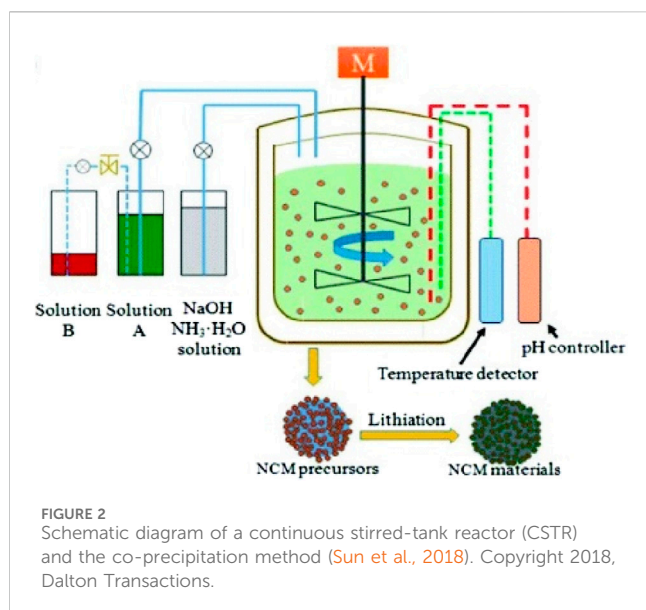 M
Solution
B
Solution
A
NaOH
NH₃·H₂O
solution
pH controller
Temperature detector
Lithiation
NCM precursors
NCM materials
FIGURE 2
Schematic diagram of a continuous stirred-tank reactor (CSTR)
and the co-precipitation method (Sun et al., 2018). Copyright 2018,
Dalton Transactions.